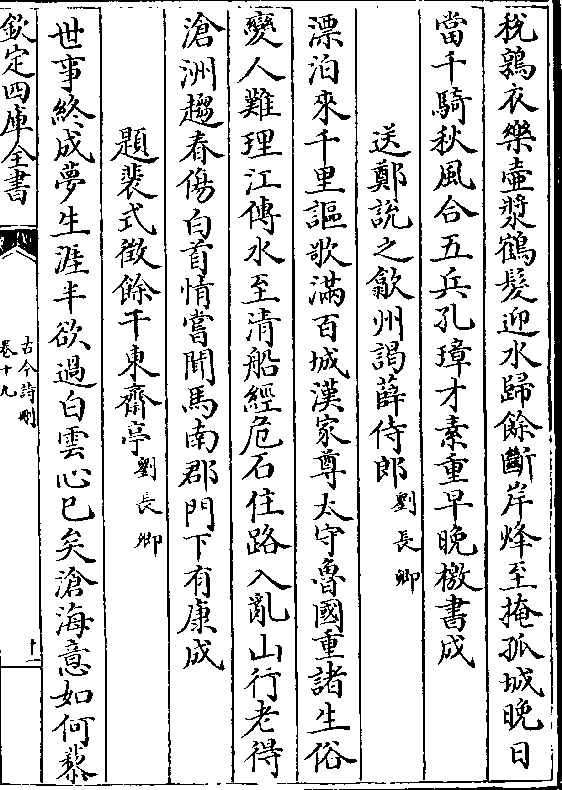 梲鶉衣樂壺漿鶴髮迎水歸餘斷岸烽至掩孤城晚日
當千騎秋風合五兵孔璋才素重早晚檄書成
送鄭說之歙州謁薛侍郎 劉長卿
漂泊來千里謳歌滿百城漢家尊太守魯國重諸生俗
變人難理江傳水至清船經危石住路入亂山行老得
滄洲趣春傷白首情嘗聞馬南郡門下有康成
題裴式徵餘干東齋亭 劉長卿
世事終成夢生涯半欲過白雲心已矣滄海意如何藜
欽定四庫全書
古今詩刪
卷十九
十二